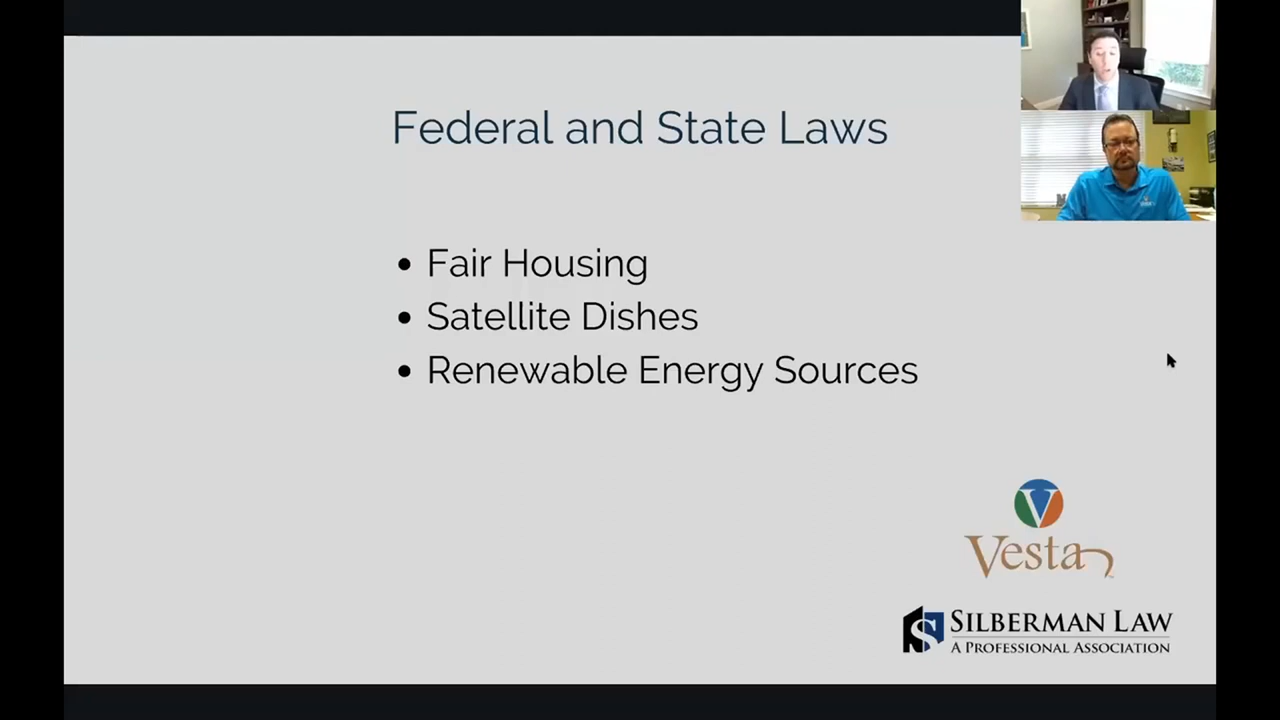 Federal and State Laws
• Fair Housing
• Satellite Dishes
• Renewable Energy Sources
Vesta
SILBERMAN LAW
A PROFESSIONAL ASSOCIATION